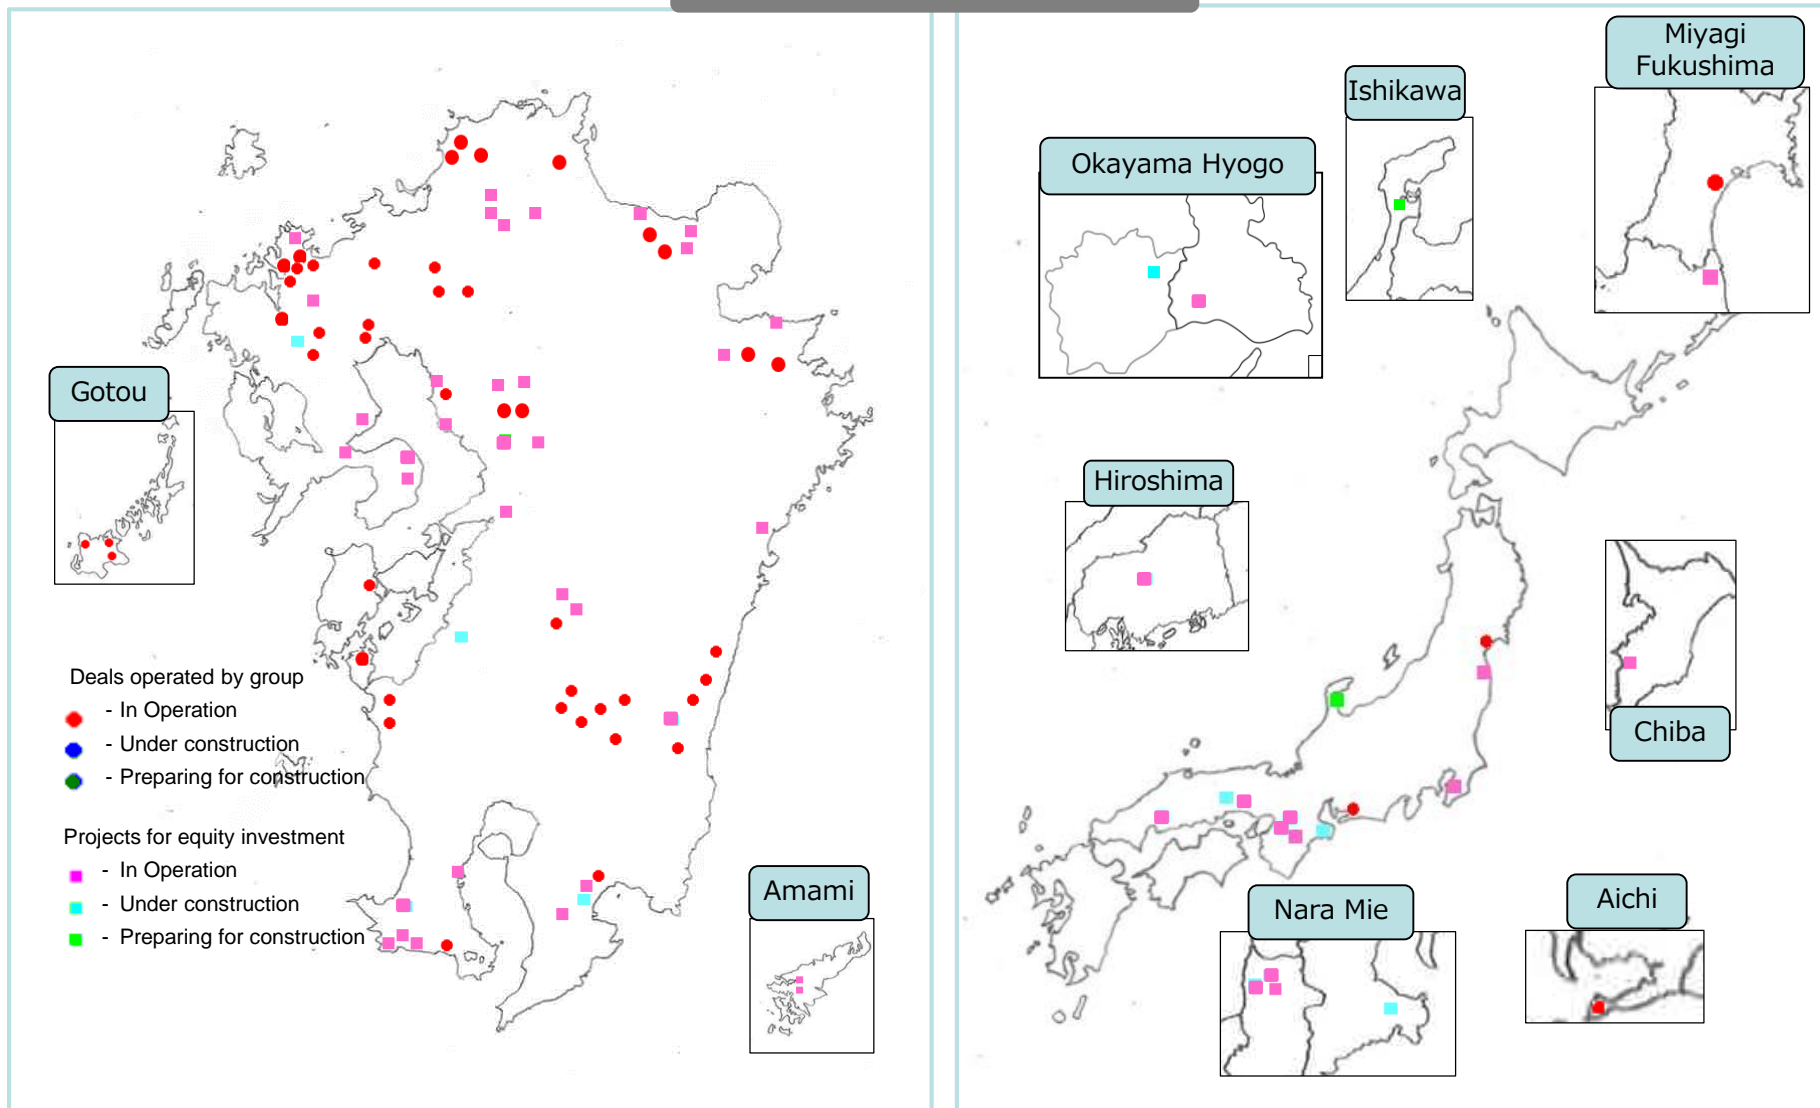 Gotou
Deals operated by group
- In Operation
- Under construction
- Preparing for construction
Projects for equity investment
- In Operation
- Under construction
- Preparing for construction
Amami
Okayama Hyogo
Ishikawa
Miyagi
Fukushima
Hiroshima
Chiba
Nara Mie
Aichi